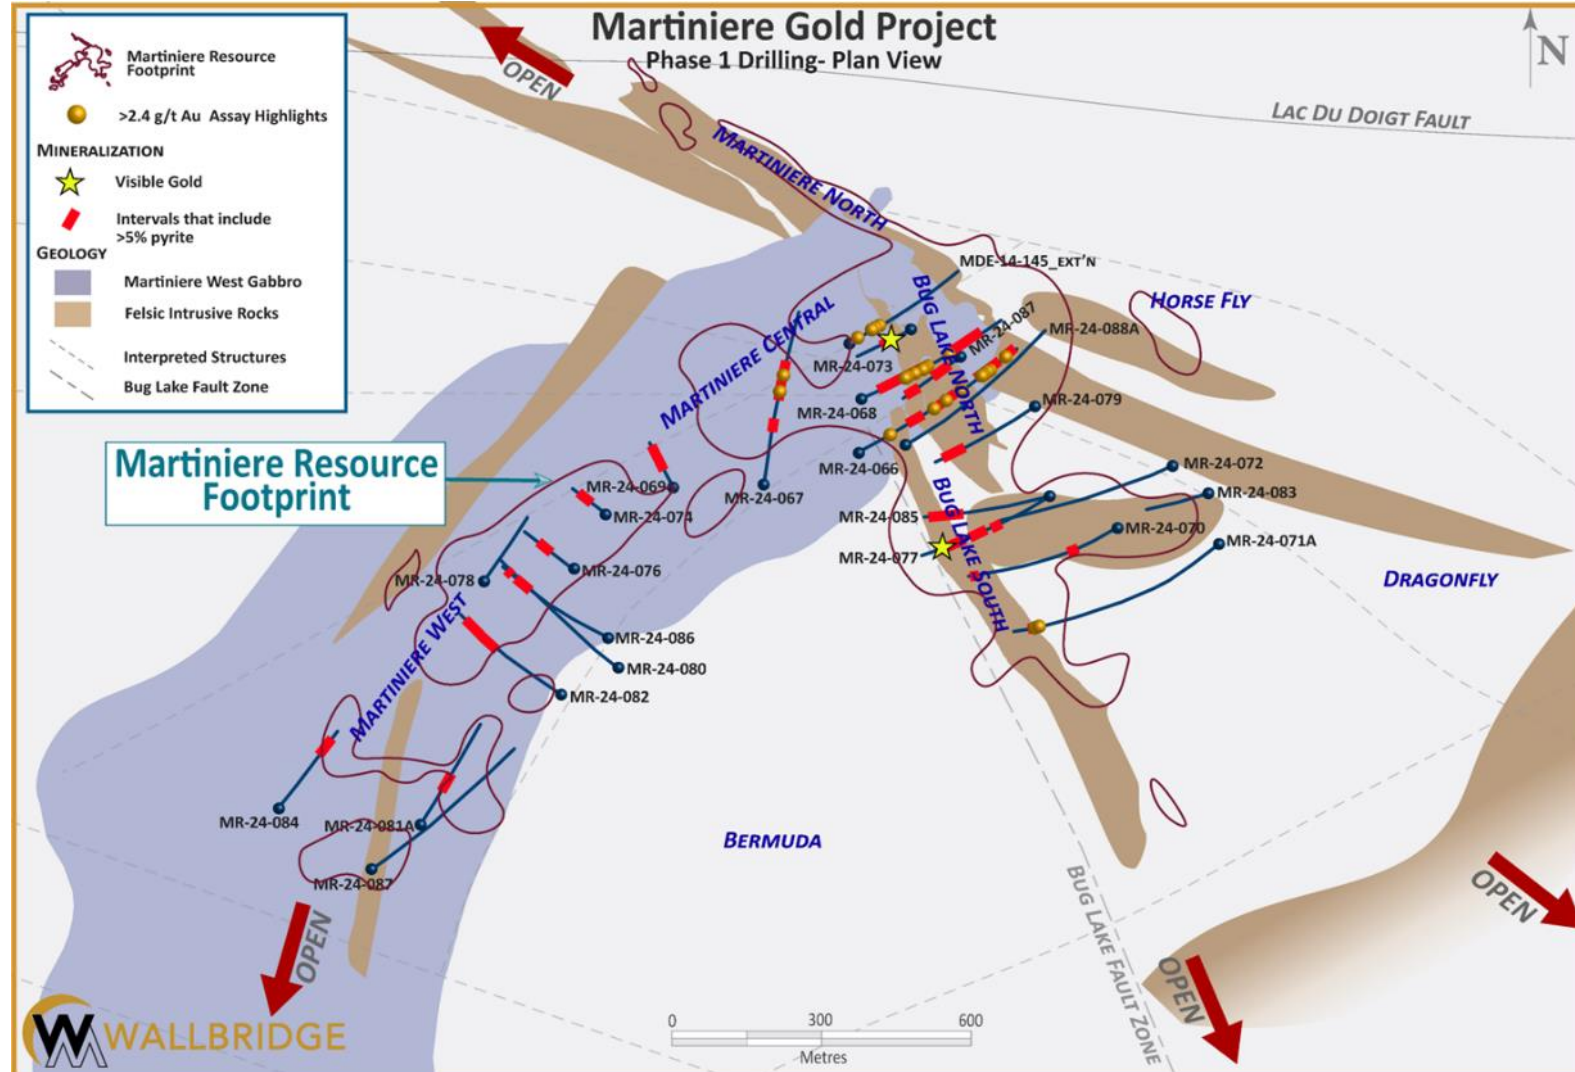 Martiniere Gold Project
Phase 1 Drilling- Plan View
N
Martiniere Resource
Footprint
>2.4 g/t Au Assay Highlights
MINERALIZATION
Visible Gold
Intervals that include
>5% pyrite
GEOLOGY
Martiniere West Gabbro
Felsic Intrusive Rocks
Interpreted Structures
Bug Lake Fault Zone
OPEN
LAC DU DOIGT FAULT
MARTINIERE NORTH
MDE-14-145_EXT'N
HORSE FLY
BUG LAKE NORTH
MR-24-087
MR-24-088A
MARTINIERE CENTRAL
MR-24-073
MR-24-079
MR-24-068
MR-24-066
MR-24-072
Martiniere Resource
Footprint
MR-24-069
MR-24-067
MR-24-083
MR-24-074
MR-24-085
BUG LAKE SOUTH
MR-24-070
MR-24-071A
MR-24-077
MR-24-076
MR-24-078
DRAGONFLY
MARTINIERE WEST
MR-24-086
MR-24-080
MR-24-082
MR-24-084
MR-24-081A
BERMUDA
MR-24-087
BUG LAKE FAULT ZONE
OPEN
OPEN
OPEN
WALLBRIDGE
0 300 600
Metres